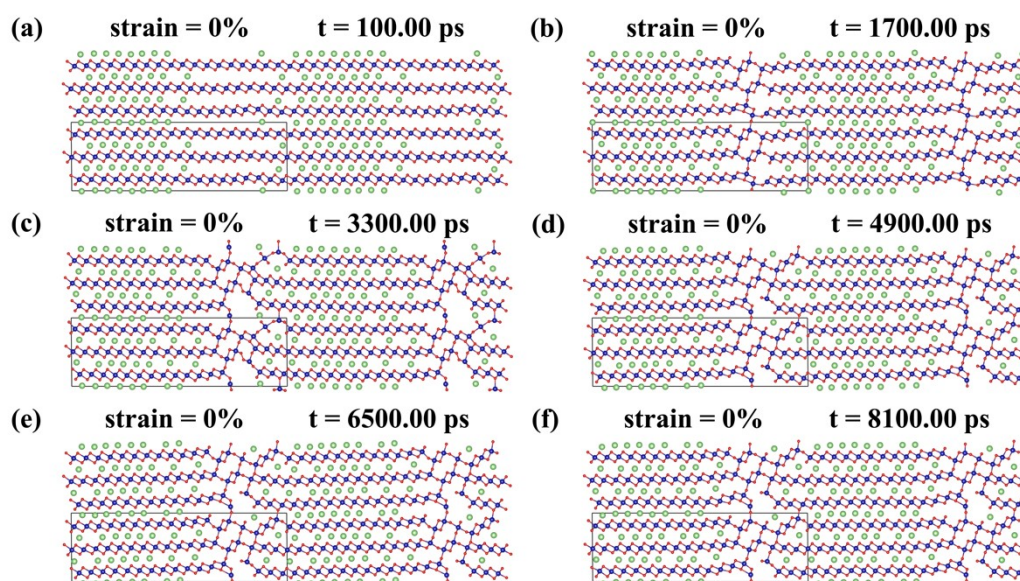 (a) strain = 0% t = 100.00 ps
(b) strain = 0% t = 1700.00 ps
(c) strain = 0% t = 3300.00 ps
(d) strain = 0% t = 4900.00 ps
(e) strain = 0% t = 6500.00 ps
(f) strain = 0% t = 8100.00 ps